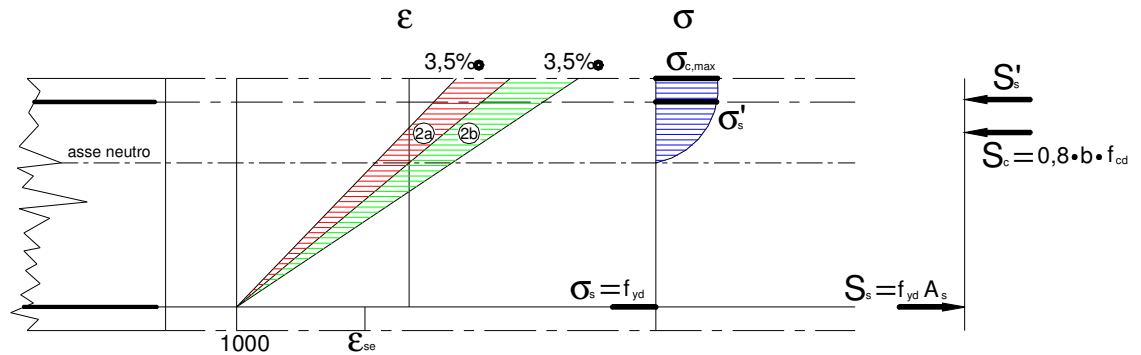 ε
σ
3,5‰
3,5‰
σc,max
S's
2a
2b
σ's
asse neutro
Sc=0,8•b•fcd
σs=fyd
Ss=fyd As
1000
εse